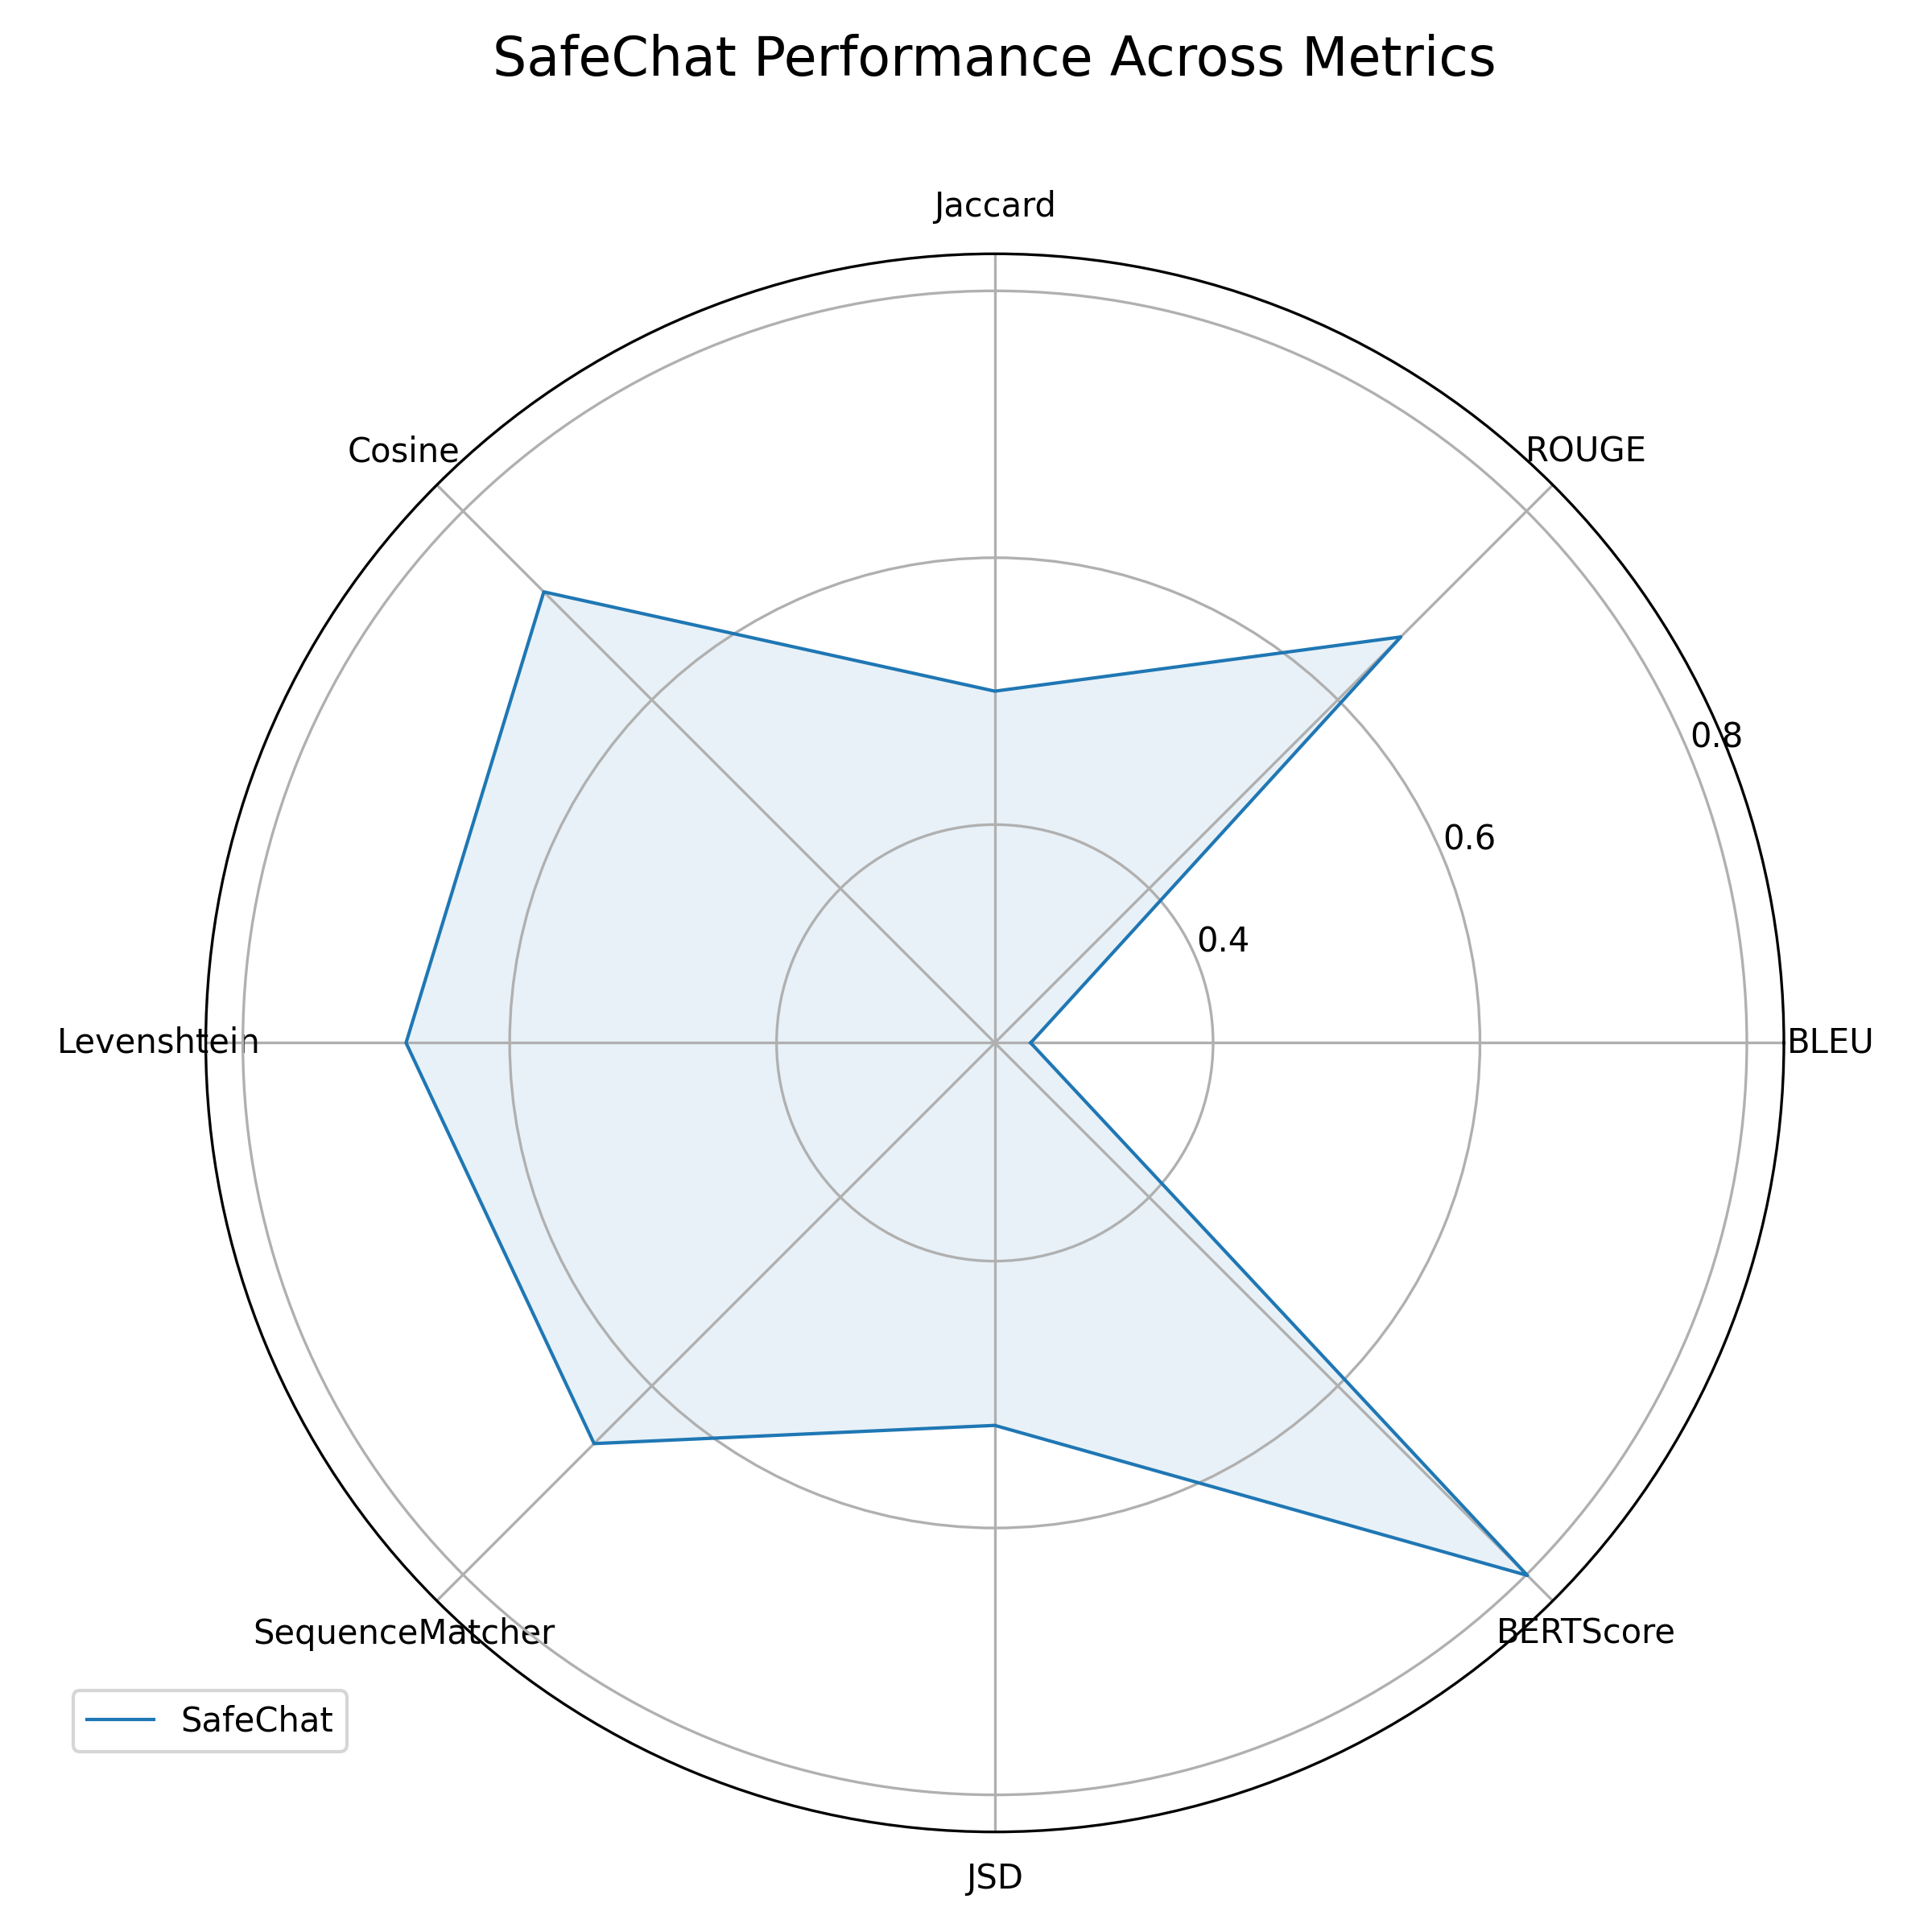 SafeChat Performance Across Metrics
Jaccard
Cosine
ROUGE
0.8
0.6
0.4
Levenshtein
BLEU
SequenceMatcher
BERTScore
SafeChat
JSD